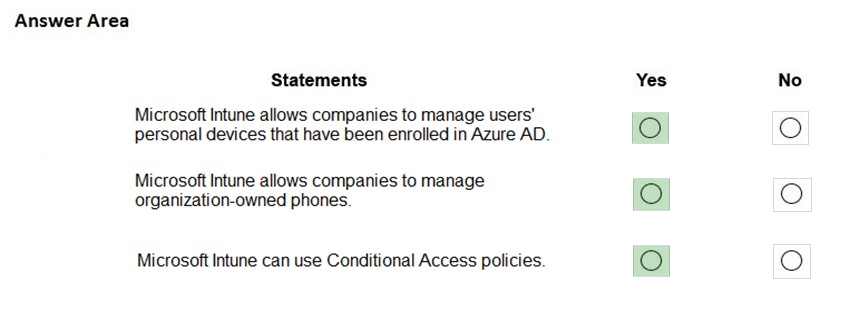 Answer Area
Statements Yes No
Microsoft Intune allows companies to manage users'
personal devices that have been enrolled in Azure AD.
Microsoft Intune allows companies to manage
organization-owned phones.
Microsoft Intune can use Conditional Access policies.